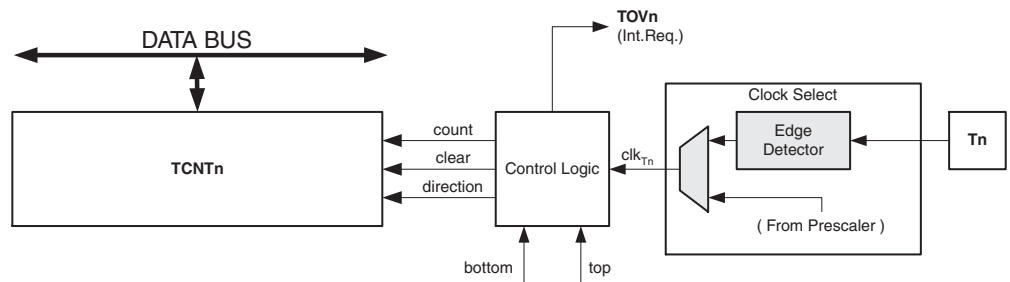 TOVn
(Int.Req.)
DATA BUS
Clock Select
count
Edge
Detector
Tn
TCNTn
clear
Control Logic
clkTn
direction
( From Prescaler )
bottom
top